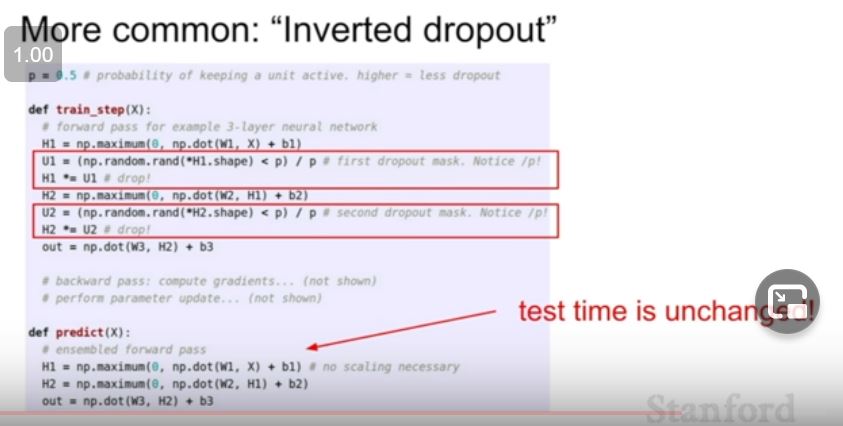 More common: “Inverted dropout”
1.00
p = 0.5 # probability of keeping a unit active. higher = less dropout
def train_step(X):
# forward pass for example 3-layer neural network
H1 = np.maximum(0, np.dot(W1, X) + b1)
U1 = (np.random.rand(*H1.shape) < p) / p # first dropout mask. Notice /p!
H1 *= U1 # drop!
H2 = np.maximum(0, np.dot(W2, H1) + b2)
U2 = (np.random.rand(*H2.shape) < p) / p # second dropout mask. Notice /p!
H2 *= U2 # drop!
out = np.dot(W3, H2) + b3
# backward pass: compute gradients... (not shown)
# perform parameter update... (not shown)
test time is unchanged!
def predict(X):
# ensembled forward pass
H1 = np.maximum(0, np.dot(W1, X) + b1) # no scaling necessary
H2 = np.maximum(0, np.dot(W2, H1) + b2)
out = np.dot(W3, H2) + b3
Stanford